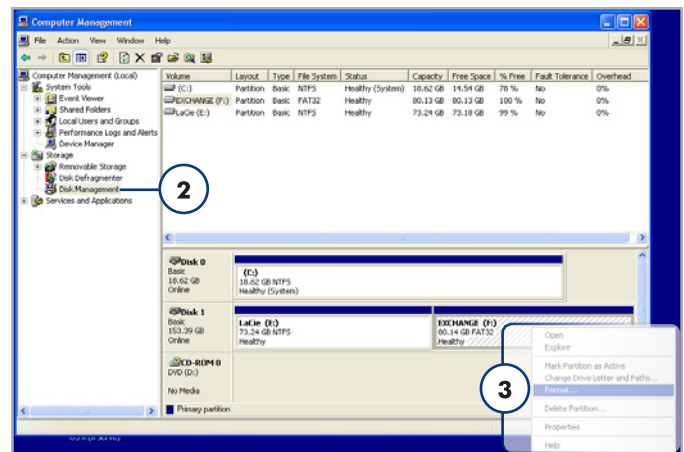 Computer Management
File Action View Window Help
Computer Management (Local)
System Tools
Event Viewer
Shared Folders
Local Users and Groups
Performance Logs and Alerts
Device Manager
Storage
Removable Storage
Disk Defragmenter
Disk Management
Services and Applications
2
Volume Layout Type File System Status Capacity Free Space % Free Fault Tolerance Overhead
(C:) Partition Basic NTFS Healthy (System) 18.62 GB 14.54 GB 78 % No 0%
EXCHANGE (F:) Partition Basic FAT32 Healthy 80.13 GB 80.13 GB 100 % No 0%
LaCie (E:) Partition Basic NTFS Healthy 73.24 GB 73.18 GB 99 % No 0%
Disk 0
Basic
18.62 GB
Online
(C:)
18.62 GB NTFS
Healthy (System)
Disk 1
Basic
153.39 GB
Online
LaCie (E:)
73.24 GB NTFS
Healthy
EXCHANGE (F:)
80.14 GB FAT32
Healthy
CD-ROM 0
DVD (D:)
No Media
Primary partition
3
Open
Explore
Mark Partition as Active
Change Drive Letter and Paths...
Format...
Delete Partition...
Properties
Help